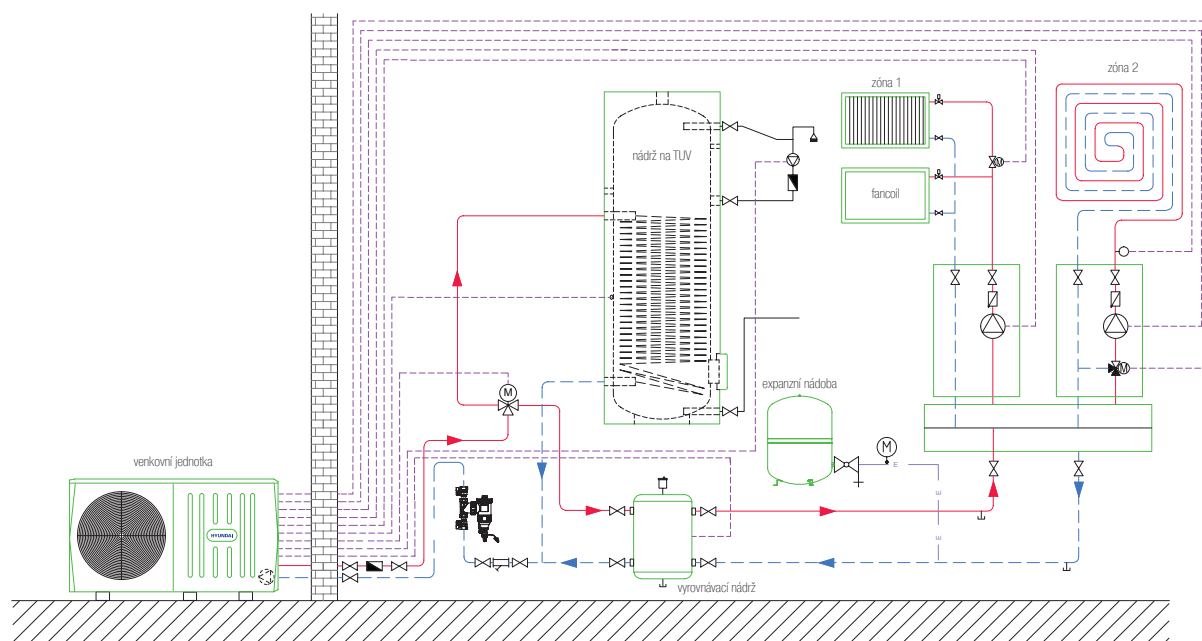 zóna 1
zóna 2
nádrž na TUV
fancoil
M
M
M
expanzní nádoba
M
venkovní jednotka
E
E
E
HYUNDAI
vyrovnávací nádrž